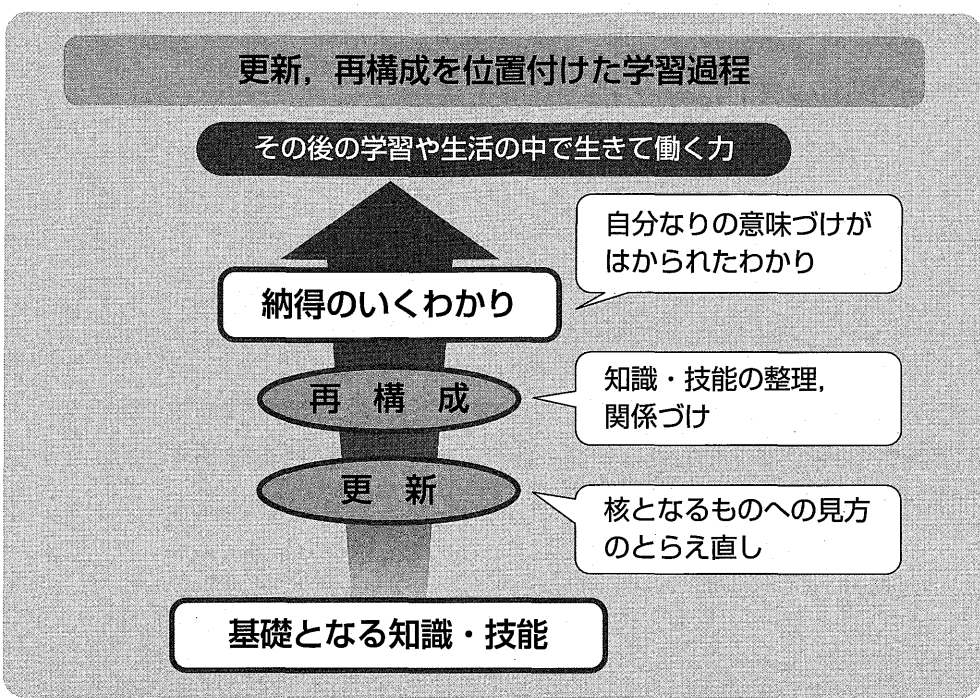 更新，再構成を位置付けた学習過程
その後の学習や生活の中で生きて働く力
自分なりの意味づけが
はかられたわかり
納得のいくわかり
再構成
知識・技能の整理，
関係づけ
更新
核となるものへの見方
のとらえ直し
基礎となる知識・技能